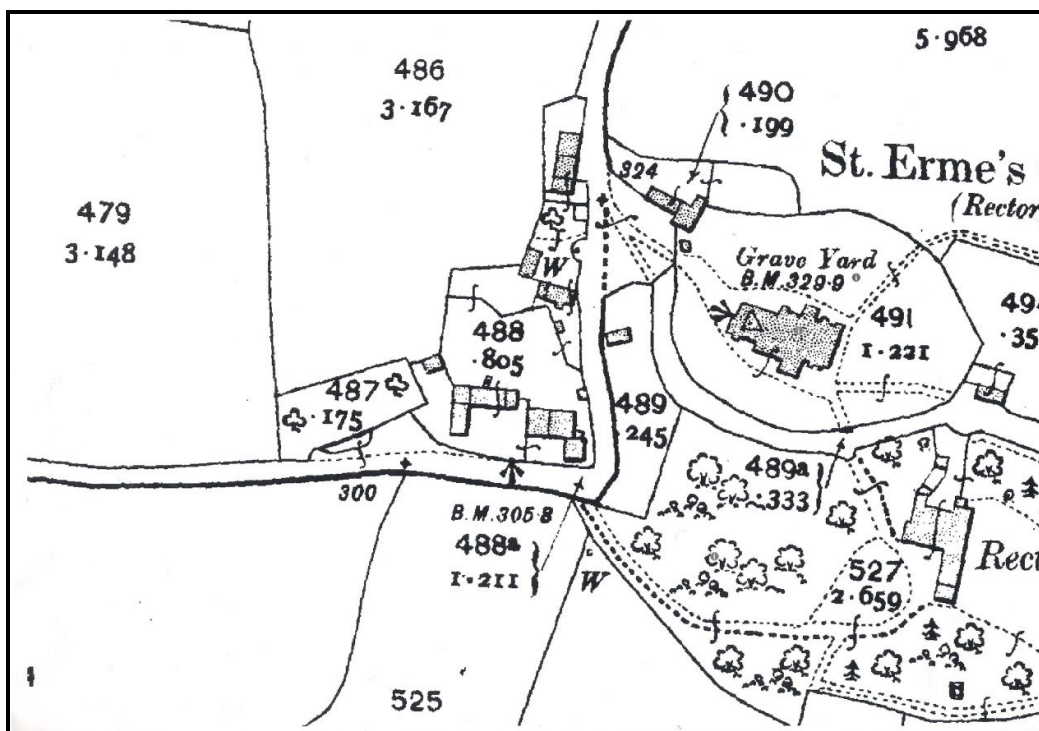 5·968
486
3·167
490
·199
St. Erme's
(Rector
324
479
3·148
Grave Yard
B.M.329·9
W
491
1·221
494
·35
488
·805
487
·175
489
245
489a
·333
300
B.M.305·8
488a
1·211
W
527
2·659
Rect
525